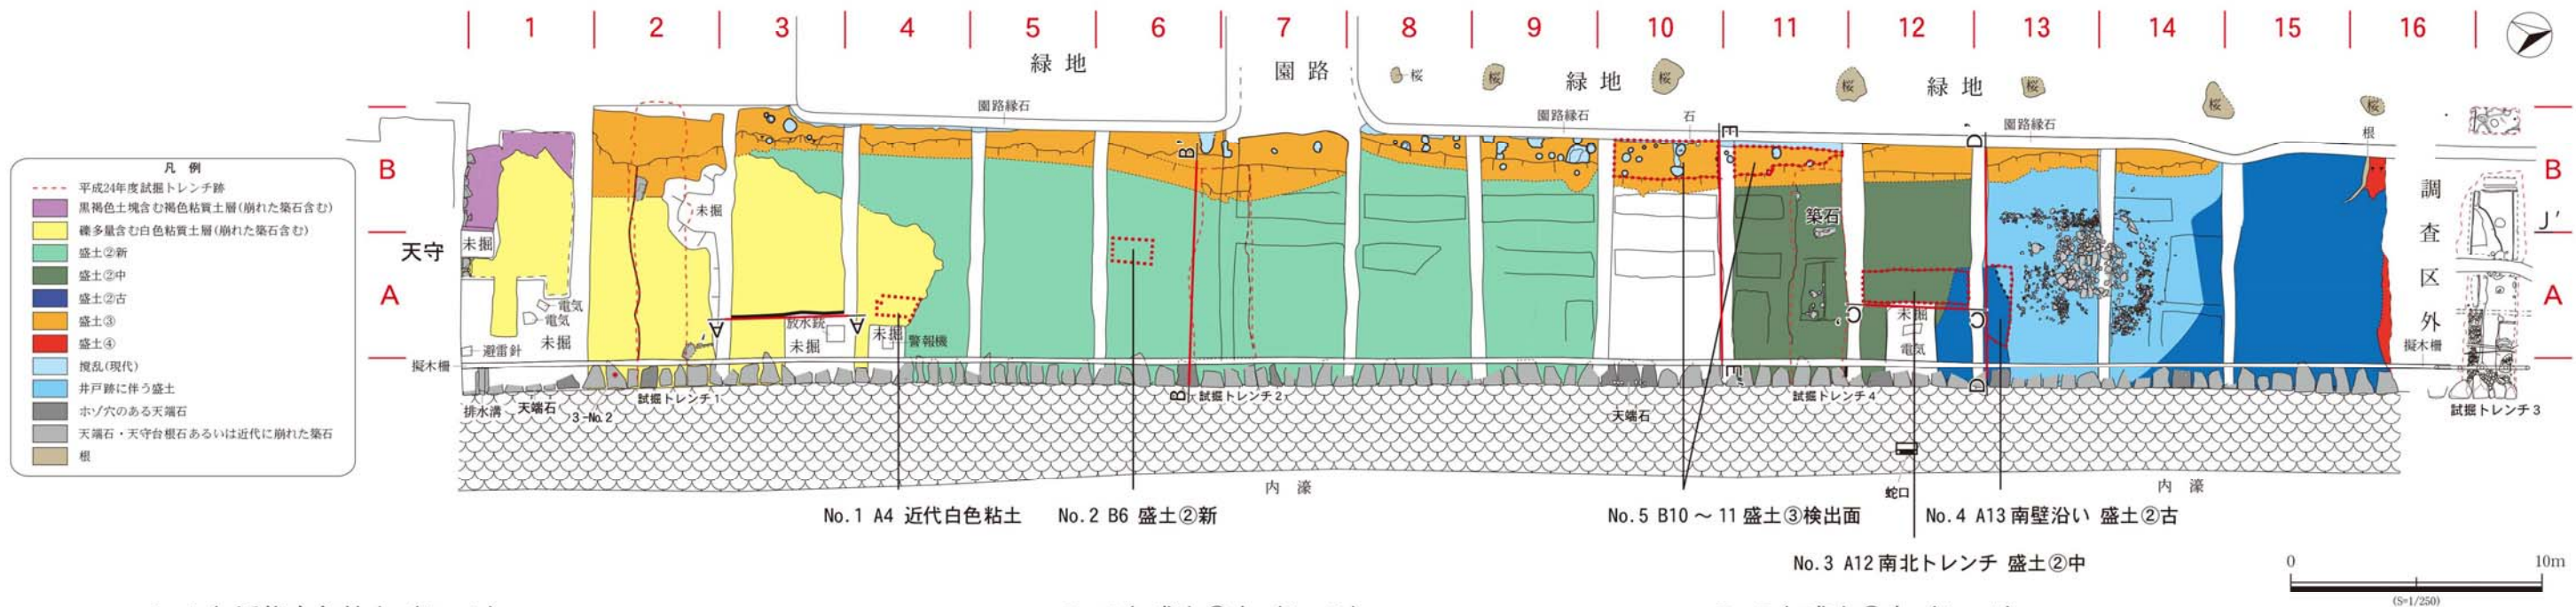 1 2 3 4 5 6 7 8 9 10 11 12 13 14 15 16
緑地
園路
緑地
緑地
桜
桜
桜
桜
桜
桜
桜
園路縁石
園路縁石
石
園路縁石
根
凡 例
平成24年度試掘トレンチ跡
黒褐色土塊含む褐色粘質土層(崩れた築石含む)
礫多量含む白色粘質土層(崩れた築石含む)
盛土②新
盛土②中
盛土②古
盛土③
盛土④
撹乱(現代)
井戸跡に伴う盛土
ホゾ穴のある天端石
天端石・天守台根石あるいは近代に崩れた築石
根
B
A
天守
未掘
未掘
電気
電気
未掘
避雷針
擬木柵
放水銃
未掘
未掘
警報機
A
A'
B'
B
E
E'
D'
D
C'
C
築石
未掘
電気
調査区外
B
J'
A
擬木柵
排水溝
天端石
3-No.2
試掘トレンチ1
試掘トレンチ2
天端石
試掘トレンチ4
試掘トレンチ3
蛇口
内 濠
内 濠
No.1 A4 近代白色粘土
No.2 B6 盛土②新
No.5 B10～11 盛土③検出面
No.4 A13南壁沿い 盛土②古
No.3 A12南北トレンチ 盛土②中
0 10m
(S=1/250)